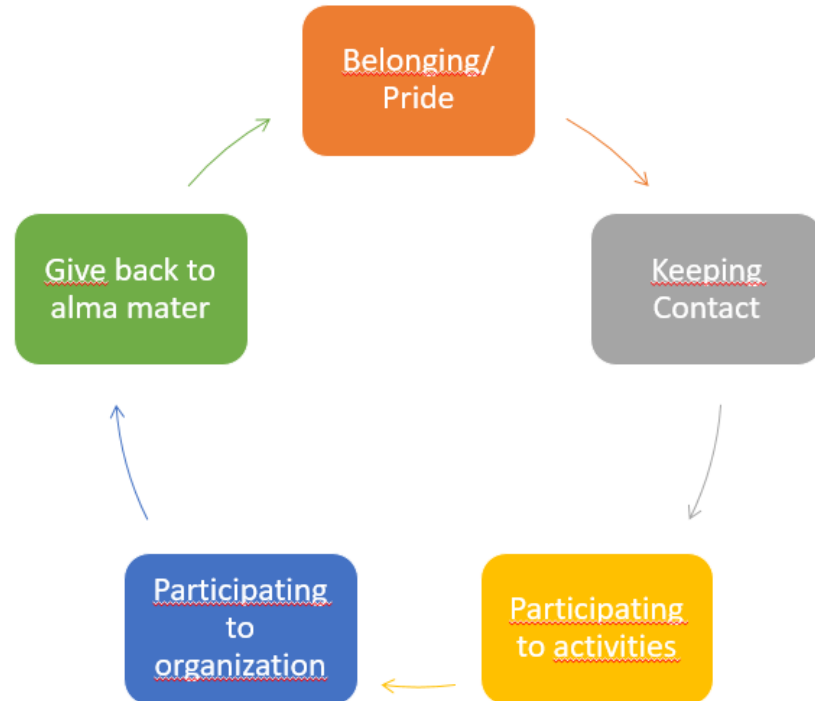 Belonging/
Pride
Keeping
Contact
Participating
to activities
Participating
to
organization
Give back to
alma mater